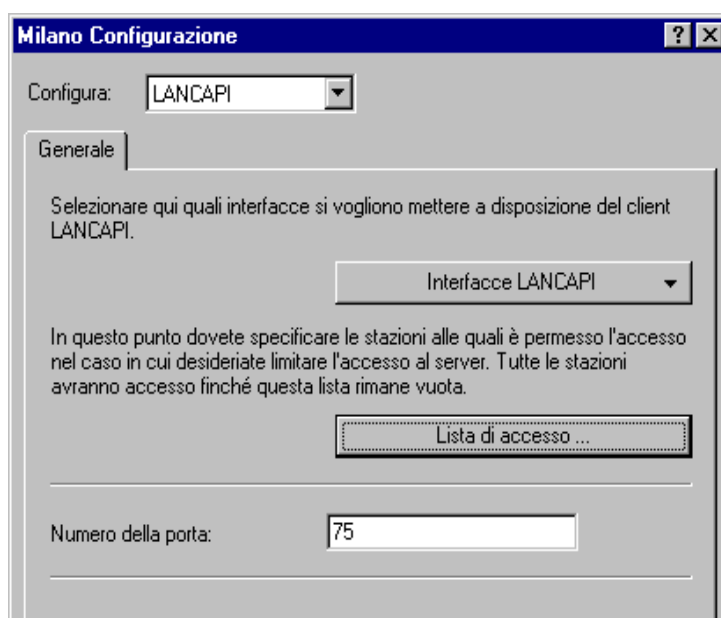 Milano Configurazione
Configura: LANCAPI
Generale
Selezionare qui quali interfacce si vogliono mettere a disposizione del client
LANCAPI.
Interfacce LANCAPI
In questo punto dovete specificare le stazioni alle quali è permesso l'accesso
nel caso in cui desideriate limitare l'accesso al server. Tutte le stazioni
avranno accesso finché questa lista rimane vuota.
Lista di accesso ...
Numero della porta: 75